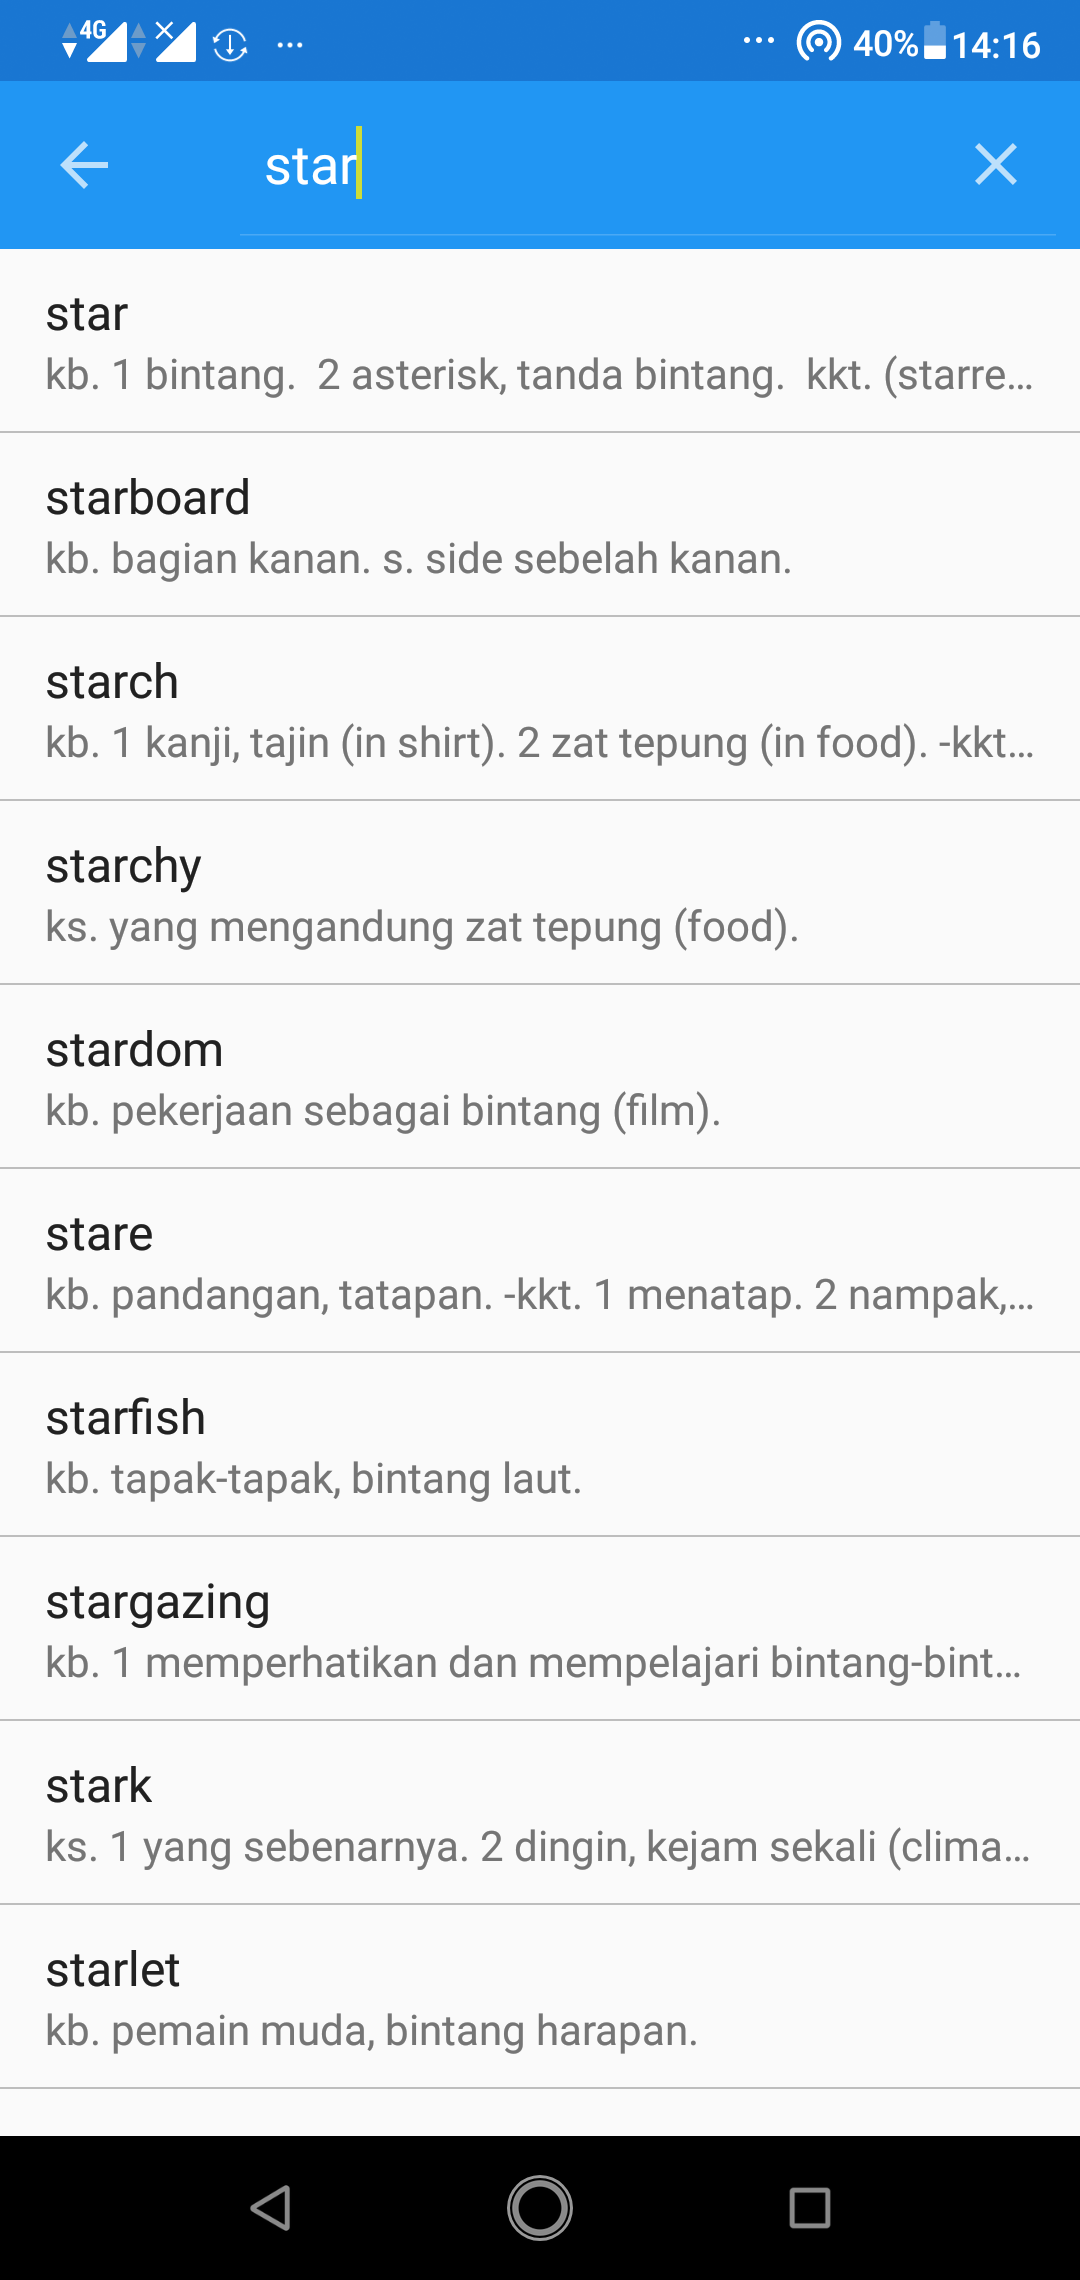 4G 40% 14:16
star
star
kb. 1 bintang.  2 asterisk, tanda bintang.  kkt. (starre...
starboard
kb. bagian kanan. s. side sebelah kanan.
starch
kb. 1 kanji, tajin (in shirt). 2 zat tepung (in food). -kkt...
starchy
ks. yang mengandung zat tepung (food).
stardom
kb. pekerjaan sebagai bintang (film).
stare
kb. pandangan, tatapan. -kkt. 1 menatap. 2 nampak,...
starfish
kb. tapak-tapak, bintang laut.
stargazing
kb. 1 memperhatikan dan mempelajari bintang-bint...
stark
ks. 1 yang sebenarnya. 2 dingin, kejam sekali (clima...
starlet
kb. pemain muda, bintang harapan.